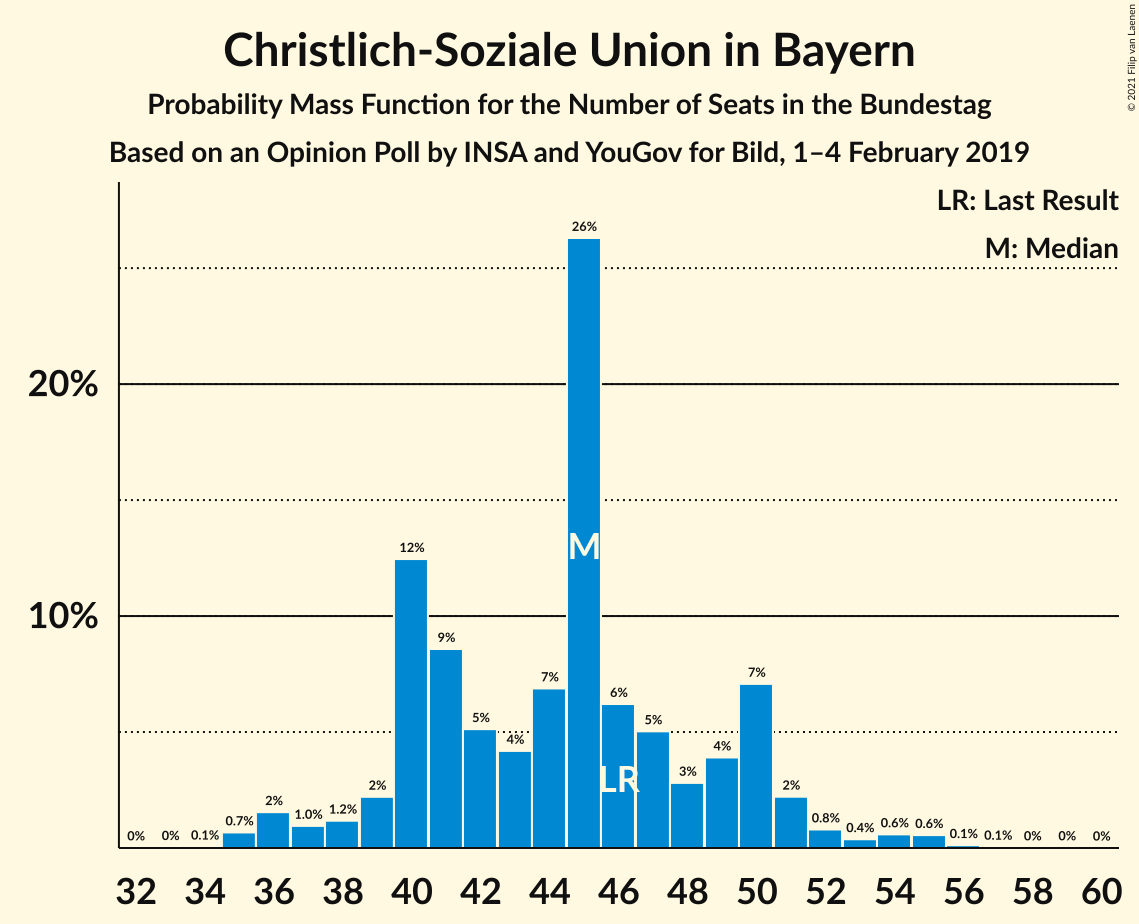 Christlich-Soziale Union in Bayern
Probability Mass Function for the Number of Seats in the Bundestag
Based on an Opinion Poll by INSA and YouGov for Bild, 1–4 February 2019
© 2021 Filip van Laenen
LR: Last Result
M: Median
20%
10%
0% 0% 0.1% 0.7% 2% 1.0% 1.2% 2% 12% 9% 5% 4% 7% 26% 6% 5% 3% 4% 7% 2% 0.8% 0.4% 0.6% 0.6% 0.1% 0.1% 0% 0% 0%
M
LR
32 34 36 38 40 42 44 46 48 50 52 54 56 58 60